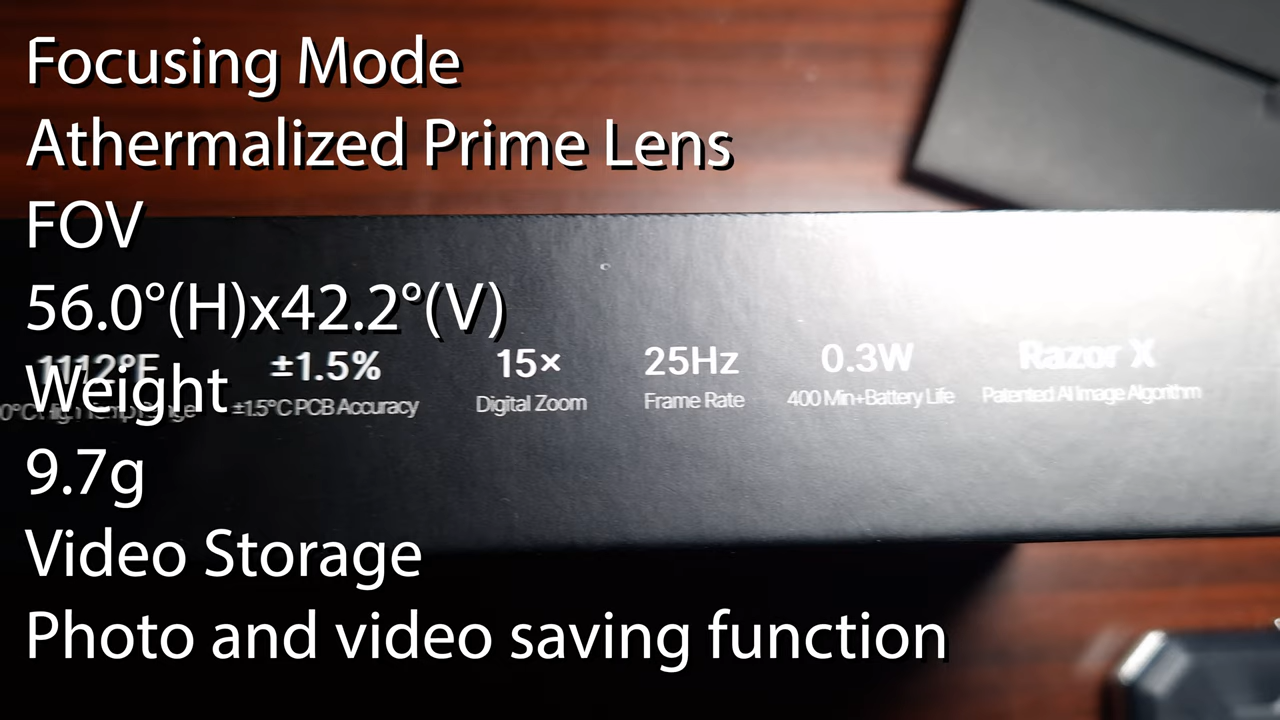 Focusing Mode
Athermalized Prime Lens
FOV
56.0°(H)x42.2°(V)
Weight
9.7g
Video Storage
Photo and video saving function
1112°F
±1.5%
±1.5°C PCB Accuracy
15×
Digital Zoom
25Hz
Frame Rate
0.3W
400 Min+Battery Life
Razor X
Patented AI Image Algorithm